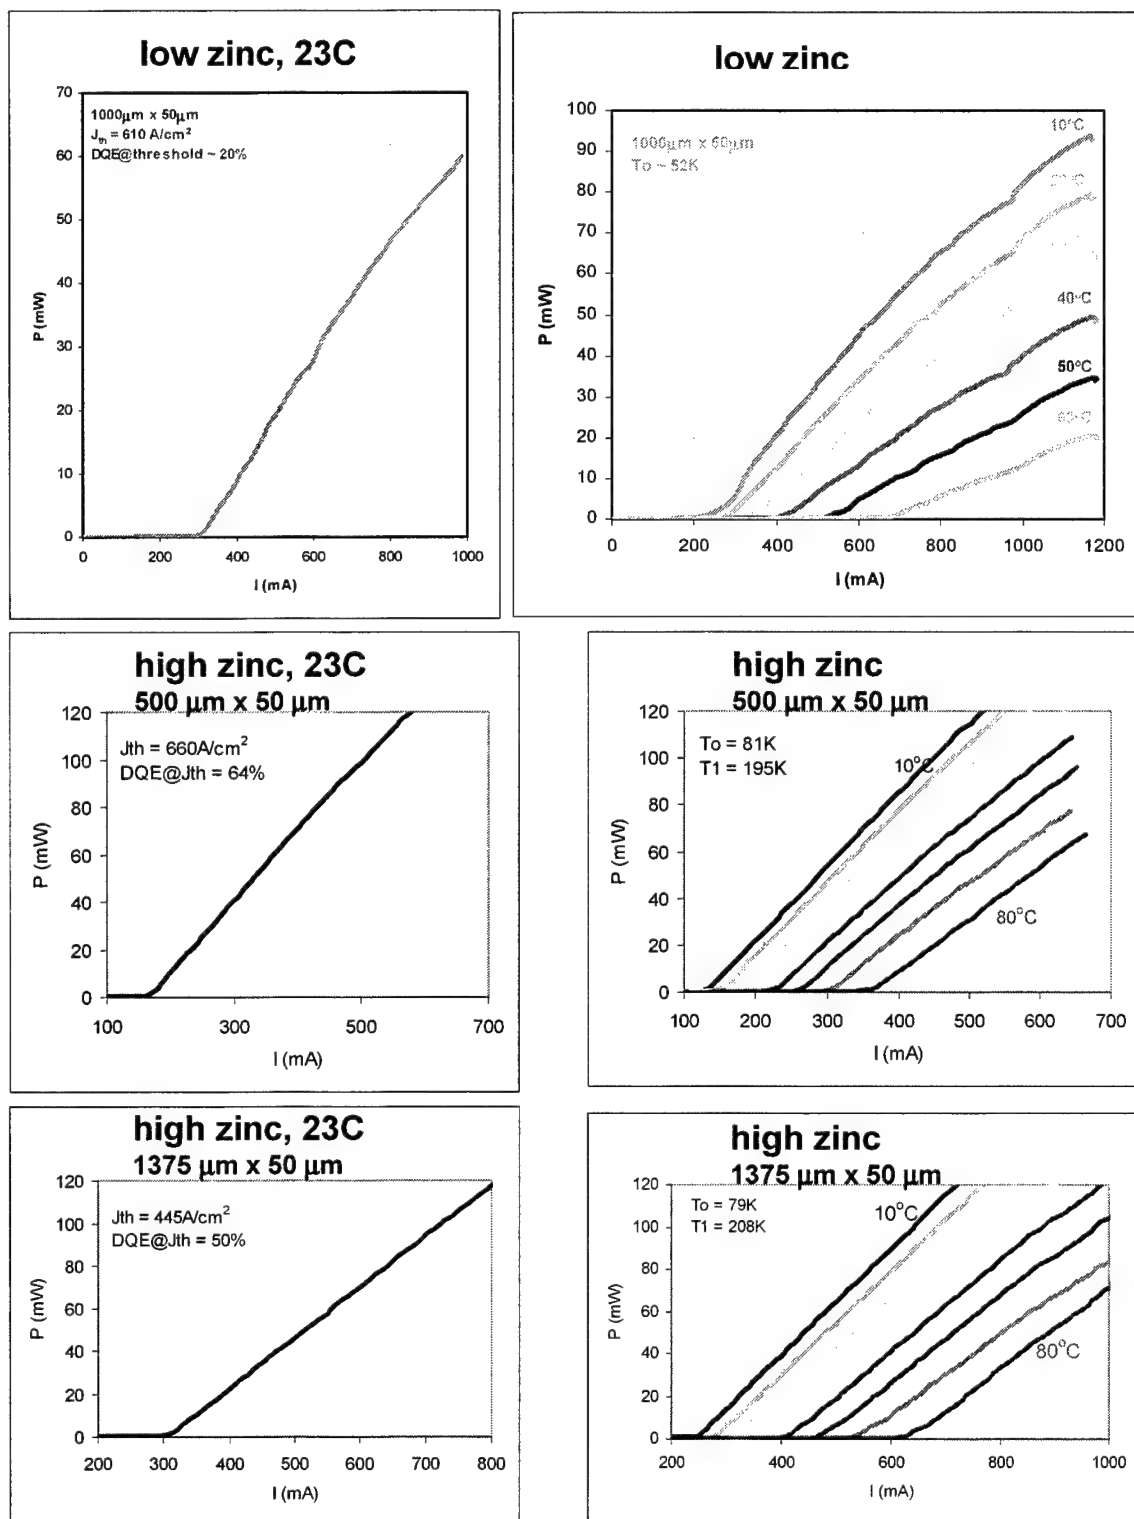 low zinc, 23C
70
60
50
40
30
20
10
0
P (mW)
1000µm x 50µm
Jth = 610 A/cm²
DQE@threshold ~ 20%
0
200
400
600
800
1000
I (mA)
low zinc
100
90
80
70
60
50
40
30
20
10
0
P (mW)
1000µm x 50µm
To ~ 52K
10°C
40°C
50°C
60°C
0
200
400
600
800
1000
1200
I (mA)
high zinc, 23C
500 µm x 50 µm
120
100
80
60
40
20
0
P (mW)
Jth = 660A/cm²
DQE@Jth = 64%
100
300
500
700
I (mA)
high zinc
500 µm x 50 µm
120
100
80
60
40
20
0
P (mW)
To = 81K
T1 = 195K
10°C
80°C
100
200
300
400
500
600
700
I (mA)
high zinc, 23C
1375 µm x 50 µm
120
100
80
60
40
20
0
P (mW)
Jth = 445A/cm²
DQE@Jth = 50%
200
300
400
500
600
700
800
I (mA)
high zinc
1375 µm x 50 µm
120
100
80
60
40
20
0
P (mW)
To = 79K
T1 = 208K
10°C
80°C
200
400
600
800
1000
I (mA)